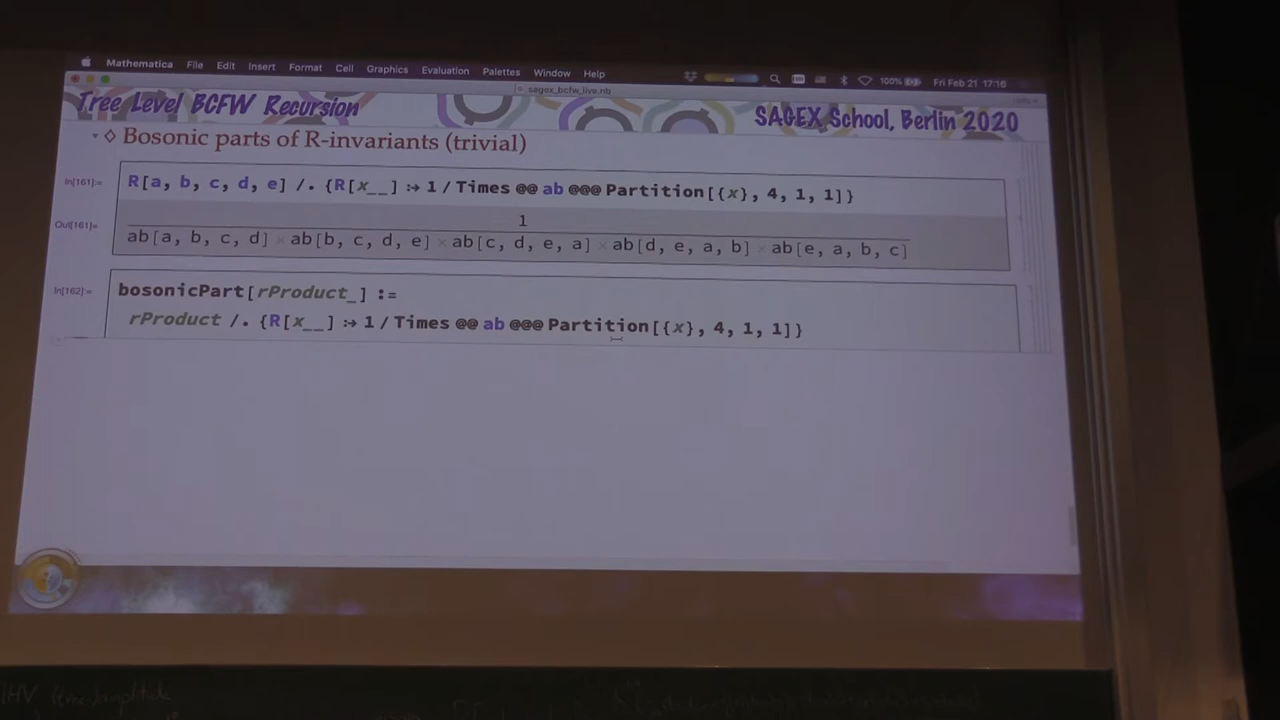 Mathematica File Edit Insert Format Cell Graphics Evaluation Palettes Window Help 100% Fri Feb 21 17:16
sagex_bcfw_live.nb
Tree Level BCFW Recursion
SAGEX School, Berlin 2020
Bosonic parts of R-invariants (trivial)
In[161]:= R[a, b, c, d, e] /. {R[x__] :> 1 / Times @@ ab @@@ Partition[{x}, 4, 1, 1]}
1
Out[161]= ab[a, b, c, d] × ab[b, c, d, e] × ab[c, d, e, a] × ab[d, e, a, b] × ab[e, a, b, c]
In[162]:= bosonicPart[rProduct_] :=
rProduct /. {R[x__] :> 1 / Times @@ ab @@@ Partition[{x}, 4, 1, 1]}